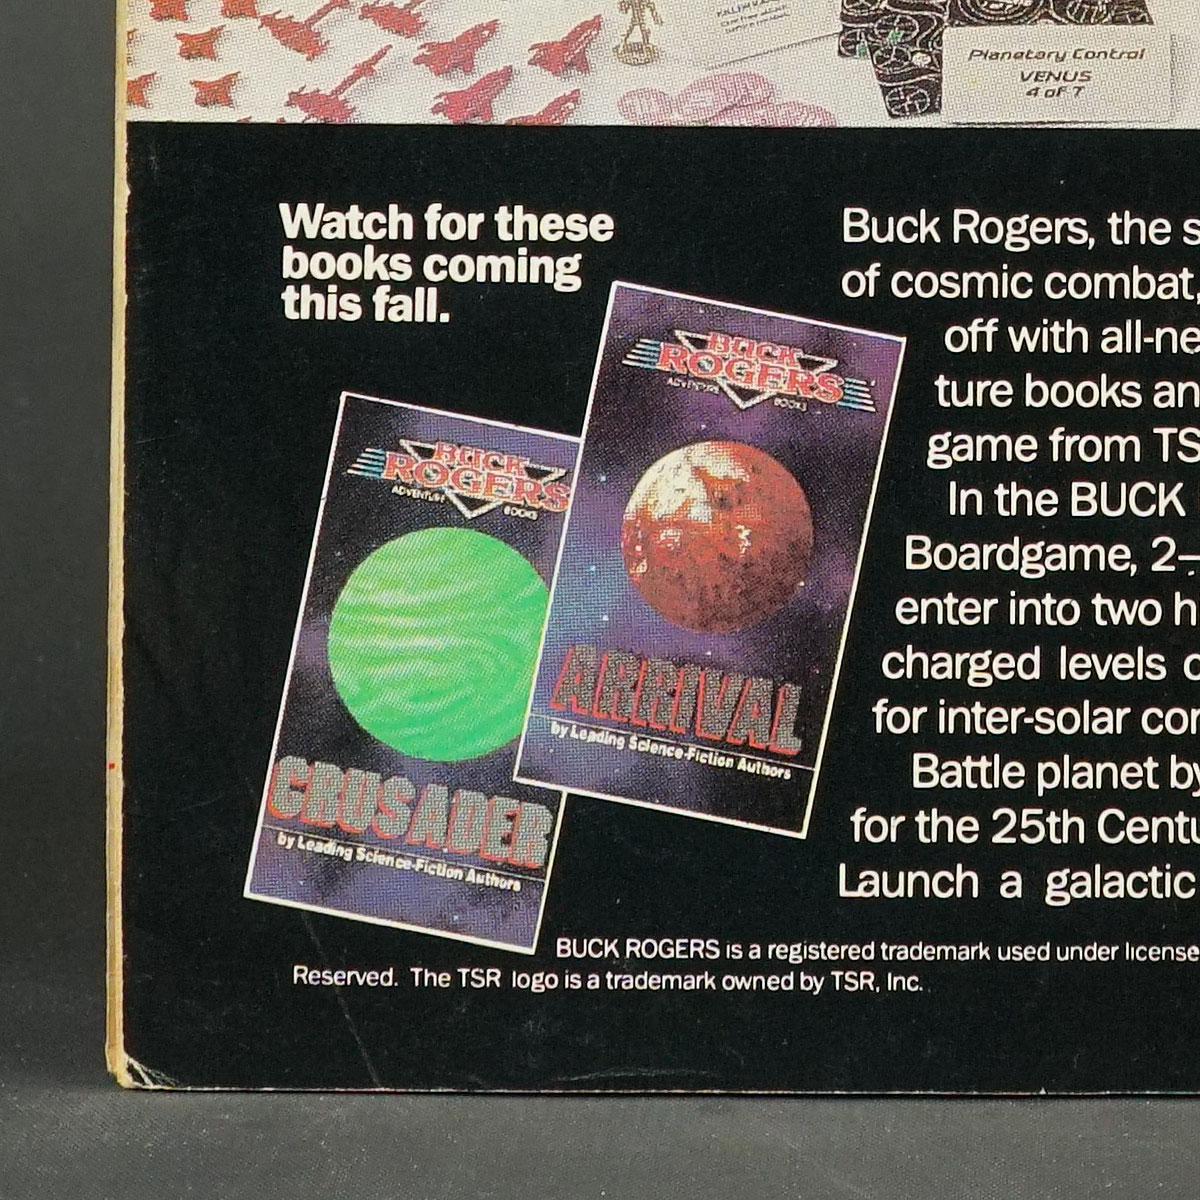 Planetary Control
VENUS
4 of 7
Watch for these
books coming
this fall.
BUCK
ROGERS
ADVENTURE
BOOKS
CRUSADER
by Leading Science-Fiction Authors
BUCK
ROGERS
ADVENTURE
BOOKS
ARRIVAL
by Leading Science-Fiction Authors
Buck Rogers, the s
of cosmic combat,
off with all-ne
ture books an
game from TS
In the BUCK
Boardgame, 2–
enter into two h
charged levels o
for inter-solar con
Battle planet by
for the 25th Centu
Launch a galactic
BUCK ROGERS is a registered trademark used under license
Reserved. The TSR logo is a trademark owned by TSR, Inc.